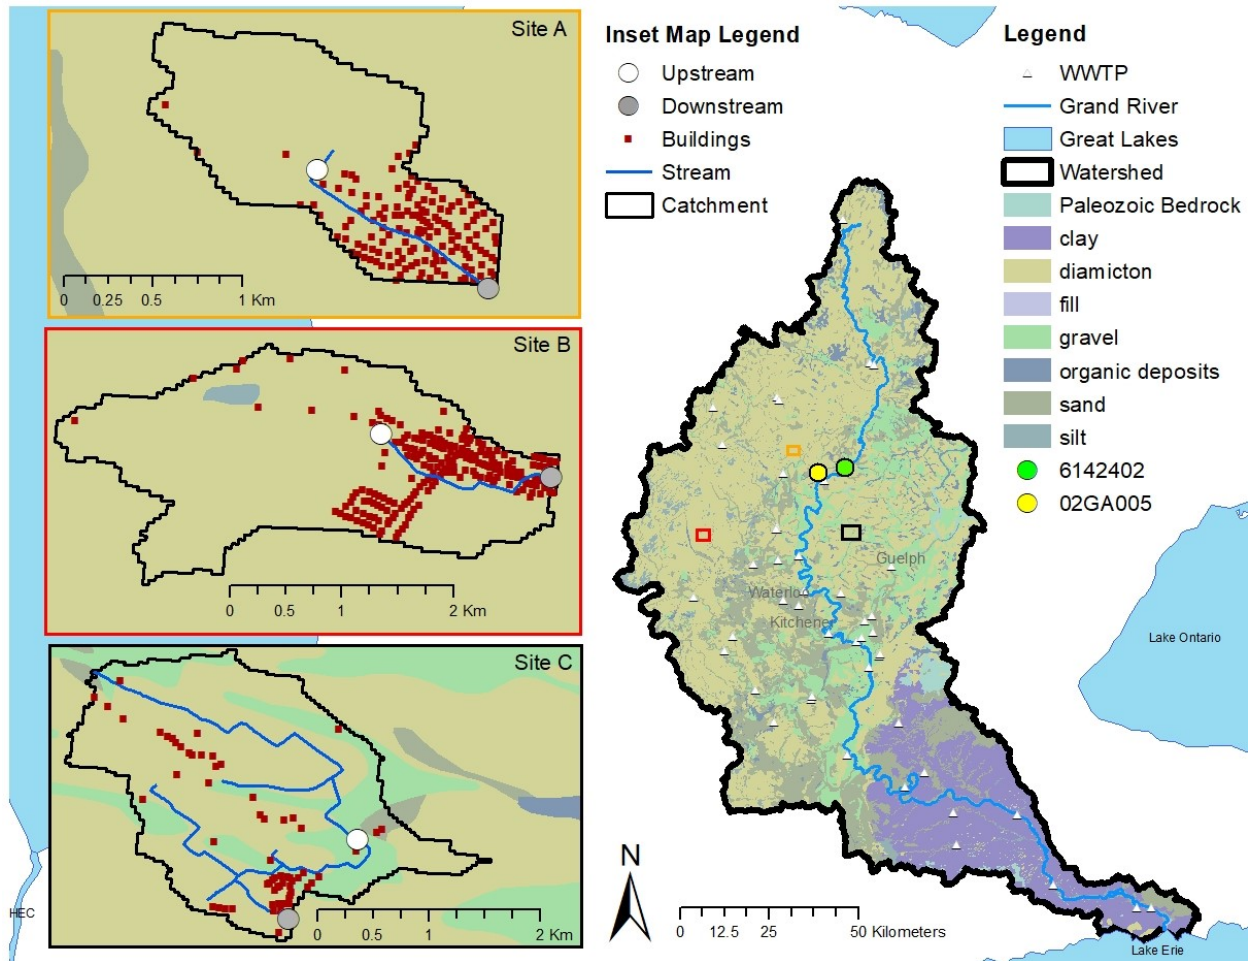 Site A
0 0.25 0.5 1 Km
Site B
0 0.5 1 2 Km
Site C
0 0.5 1 2 Km
HEC
Inset Map Legend
Upstream
Downstream
Buildings
Stream
Catchment
Legend
WWTP
Grand River
Great Lakes
Watershed
Paleozoic Bedrock
clay
diamicton
fill
gravel
organic deposits
sand
silt
6142402
02GA005
Guelph
Waterloo
Kitchener
Lake Ontario
N
0 12.5 25 50 Kilometers
Lake Erie